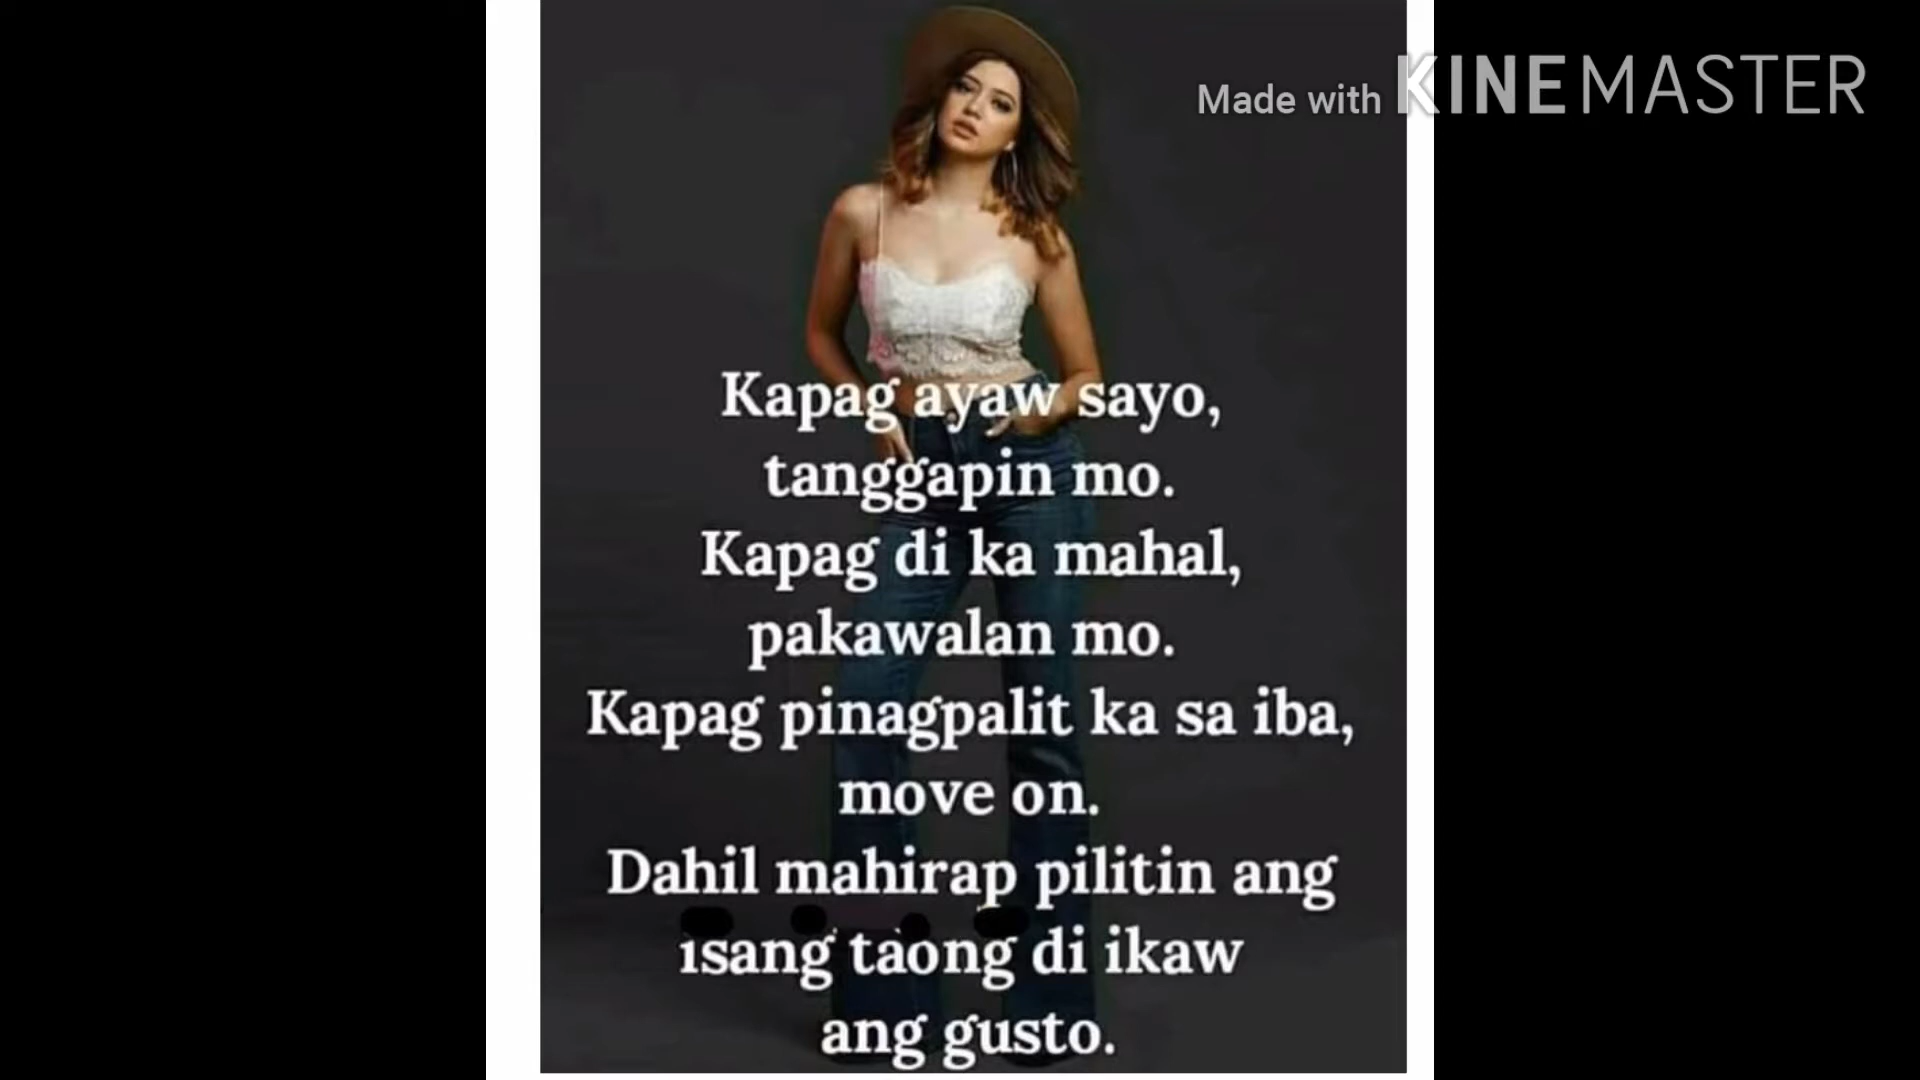 Made with KINEMASTER
Kapag ayaw sayo,
tanggapin mo.
Kapag di ka mahal,
pakawalan mo.
Kapag pinagpalit ka sa iba,
move on.
Dahil mahirap pilitin ang
isang taong di ikaw
ang gusto.